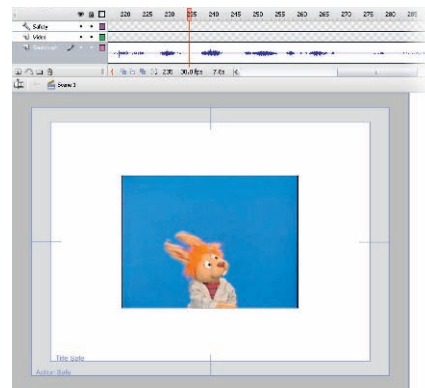 220 225 230 235 240 245 250 255 260 265 270 275 280 285
Safety
Video
235 30.0 fps 7.8s
Scene 1
Title Safe
Action Safe